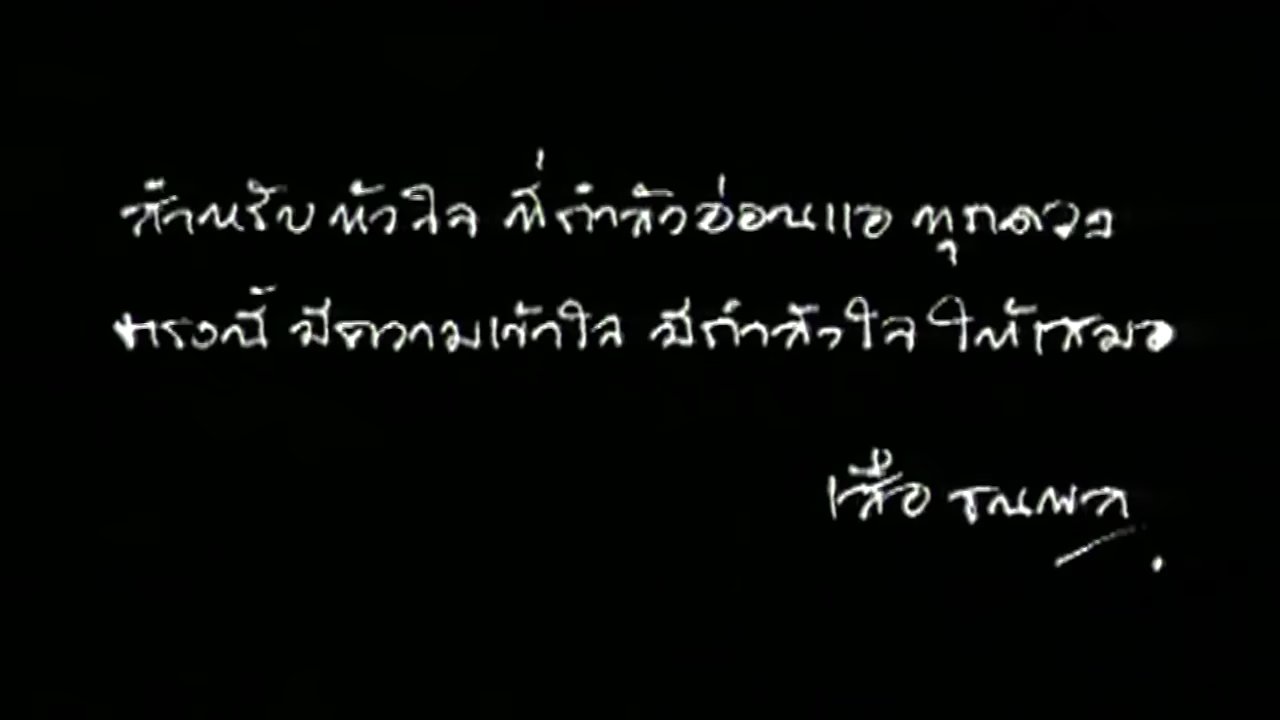 สำหรับหัวใจ ที่กำลังอ่อนแอ ทุกดวง
ตรงนี้ มีความเข้าใจ มีกำลังใจ ให้เสมอ
เสือ ธนพล